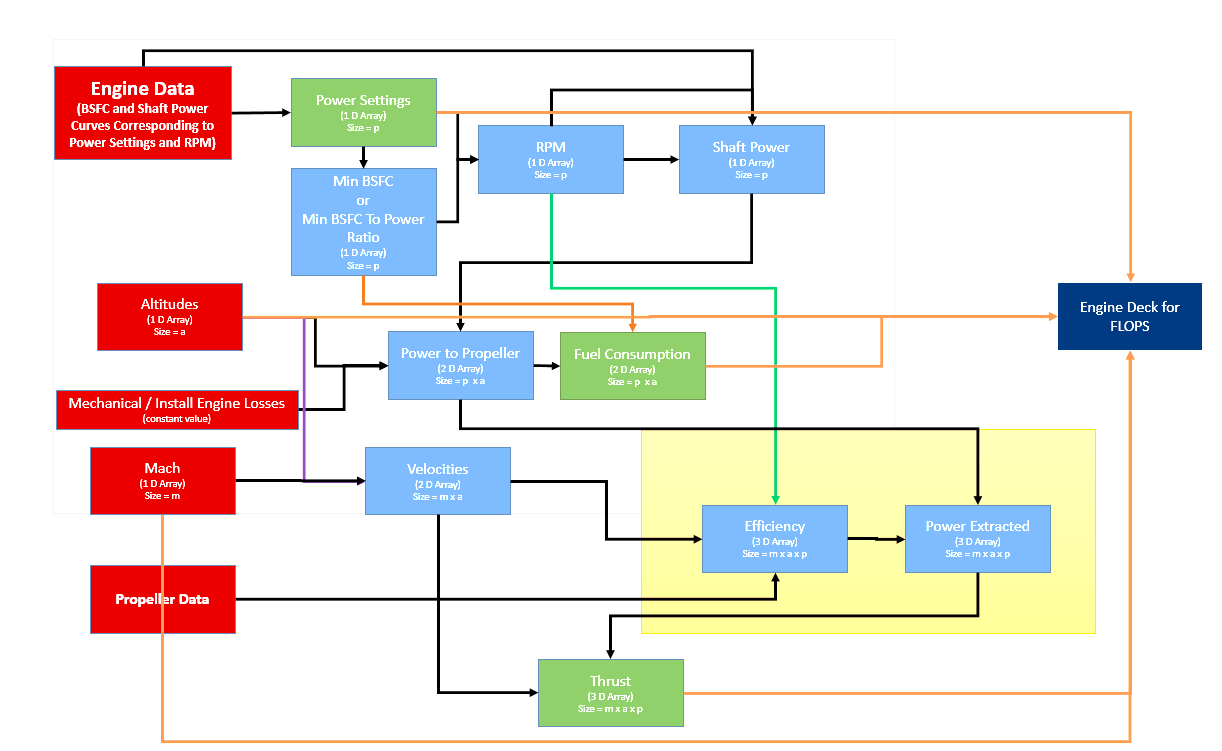 Engine Data
(BSFC and Shaft Power
Curves Corresponding to
Power Settings and RPM)
Power Settings
(1 D Array)
Size = p
RPM
(1 D Array)
Size = p
Shaft Power
(1 D Array)
Size = p
Min BSFC
or
Min BSFC To Power
Ratio
(1 D Array)
Size = p
Altitudes
(1 D Array)
Size = a
Engine Deck for
FLOPS
Power to Propeller
(2 D Array)
Size = p x a
Fuel Consumption
(2 D Array)
Size = p x a
Mechanical / Install Engine Losses
(constant value)
Mach
(1 D Array)
Size = m
Velocities
(2 D Array)
Size = m x a
Efficiency
(3 D Array)
Size = m x a x p
Power Extracted
(3 D Array)
Size = m x a x p
Propeller Data
Thrust
(3 D Array)
Size = m x a x p